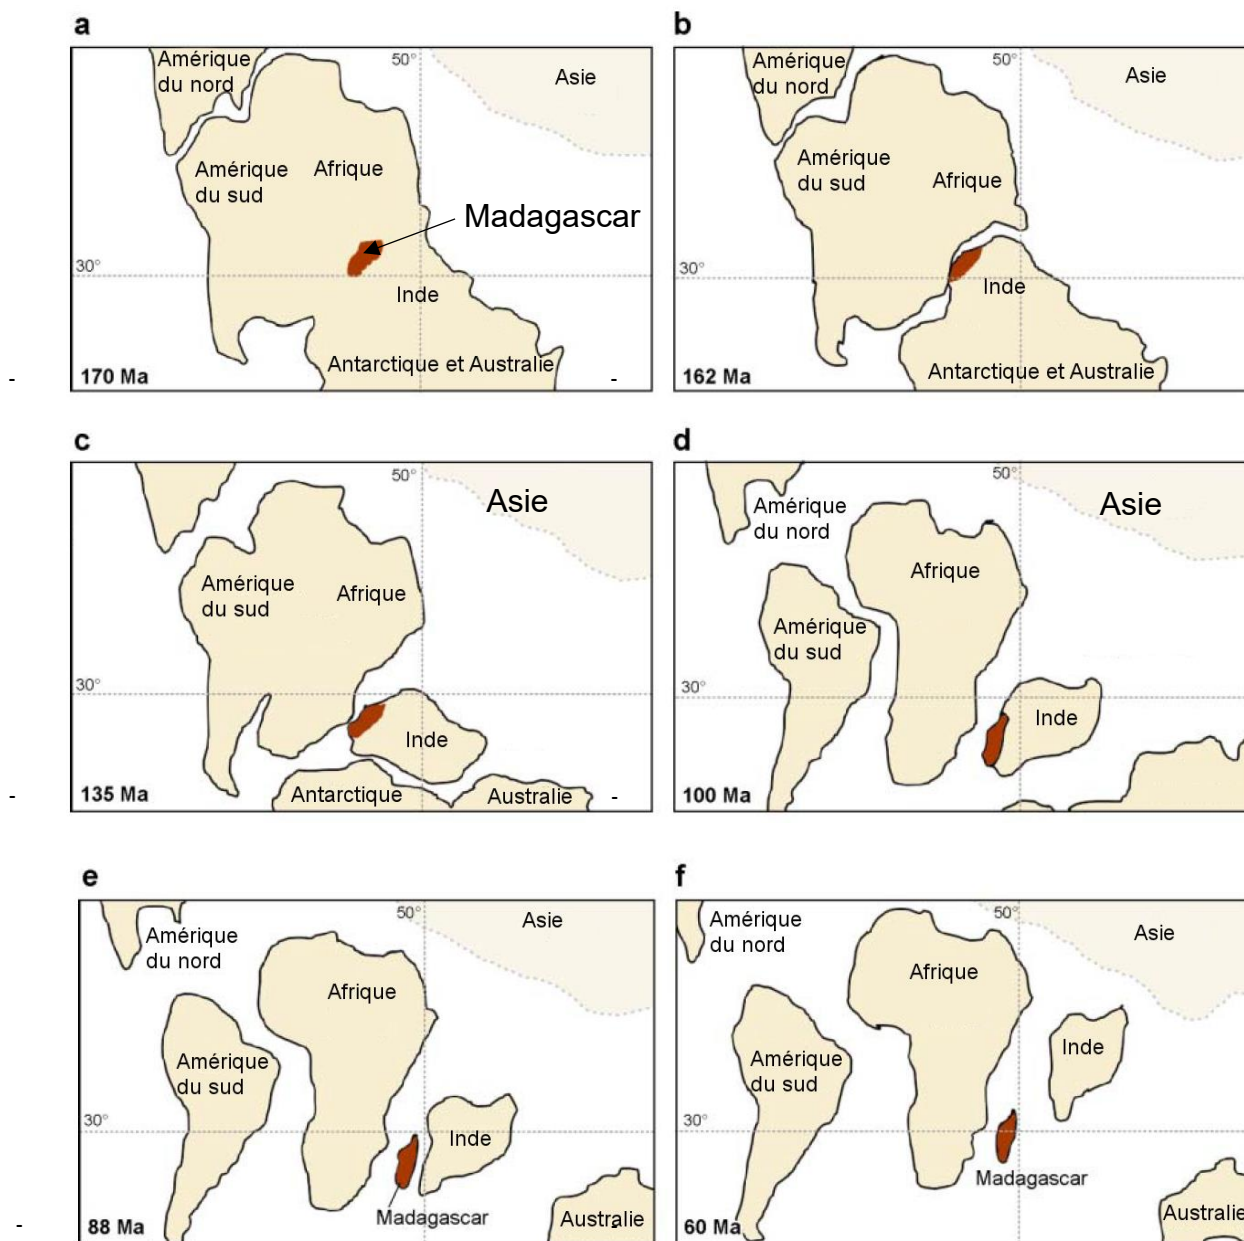 a
Amérique
du nord
50°
Asie
Amérique
du sud
Afrique
Madagascar
30°
Inde
Antarctique et Australie
170 Ma
b
Amérique
du nord
50°
Asie
Amérique
du sud
Afrique
30°
Inde
Antarctique et Australie
162 Ma
c
50°
Asie
Amérique
du sud
Afrique
30°
Inde
Antarctique
Australie
135 Ma
d
50°
Amérique
du nord
Asie
Afrique
Amérique
du sud
30°
Inde
100 Ma
e
50°
Asie
Amérique
du nord
Afrique
Amérique
du sud
30°
Inde
Madagascar
Australie
88 Ma
f
50°
Amérique
du nord
Asie
Afrique
Inde
Amérique
du sud
30°
Madagascar
Australie
60 Ma